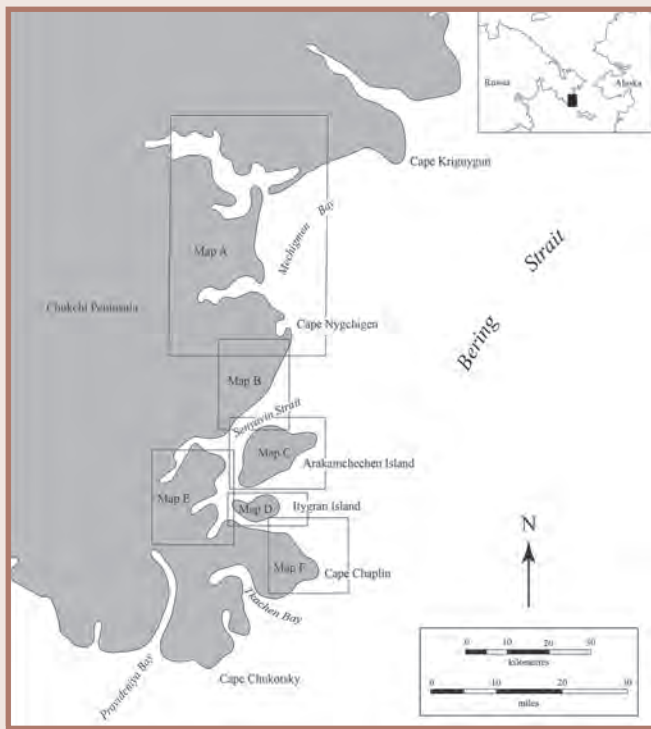 Russia
Alaska
Cape Kriguygun
Mechigmen Bay
Map A
Bering Strait
Chukchi Peninsula
Cape Nygchigen
Map B
Senyavin Strait
Map C
Arakamchechen Island
Map E
Map D
Itygran Island
N
Map F
Cape Chaplin
Tkachen Bay
0 10 20 30
kilometres
0 10 20 30
miles
Cape Chukotsky
Provideniya Bay